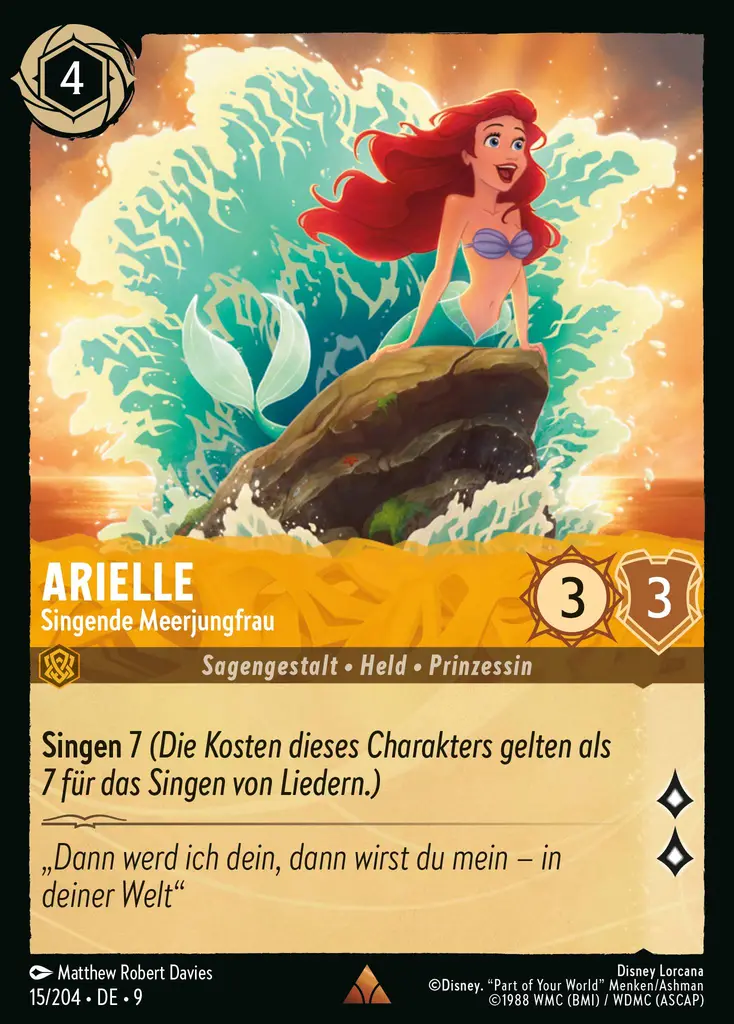 4
ARIELLE
Singende Meerjungfrau
3
3
Sagengestalt • Held • Prinzessin
Singen 7 (Die Kosten dieses Charakters gelten als
7 für das Singen von Liedern.)
„Dann werd ich dein, dann wirst du mein – in
deiner Welt“
Matthew Robert Davies
15/204 • DE • 9
Disney Lorcana
©Disney. “Part of Your World” Menken/Ashman
©1988 WMC (BMI) / WDMC (ASCAP)